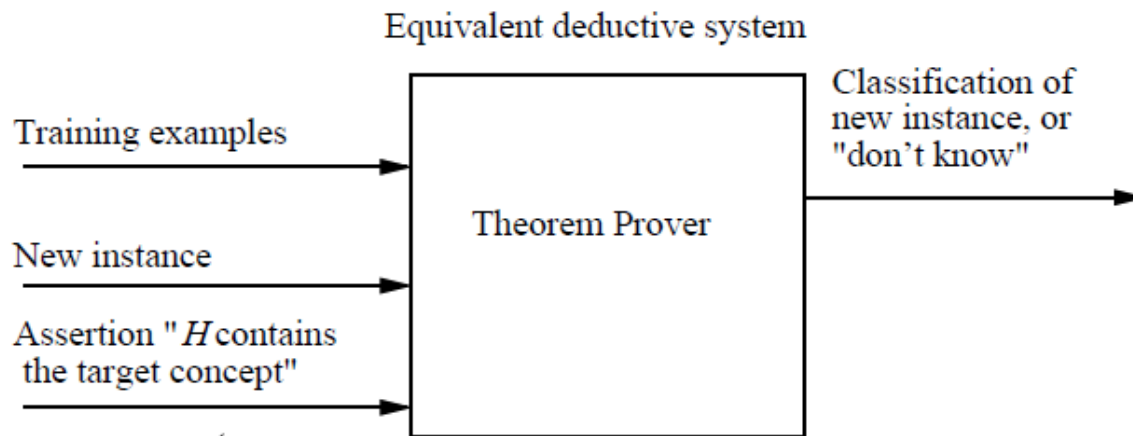 Equivalent deductive system
Training examples
New instance
Assertion " H contains
the target concept"
Theorem Prover
Classification of
new instance, or
"don't know"